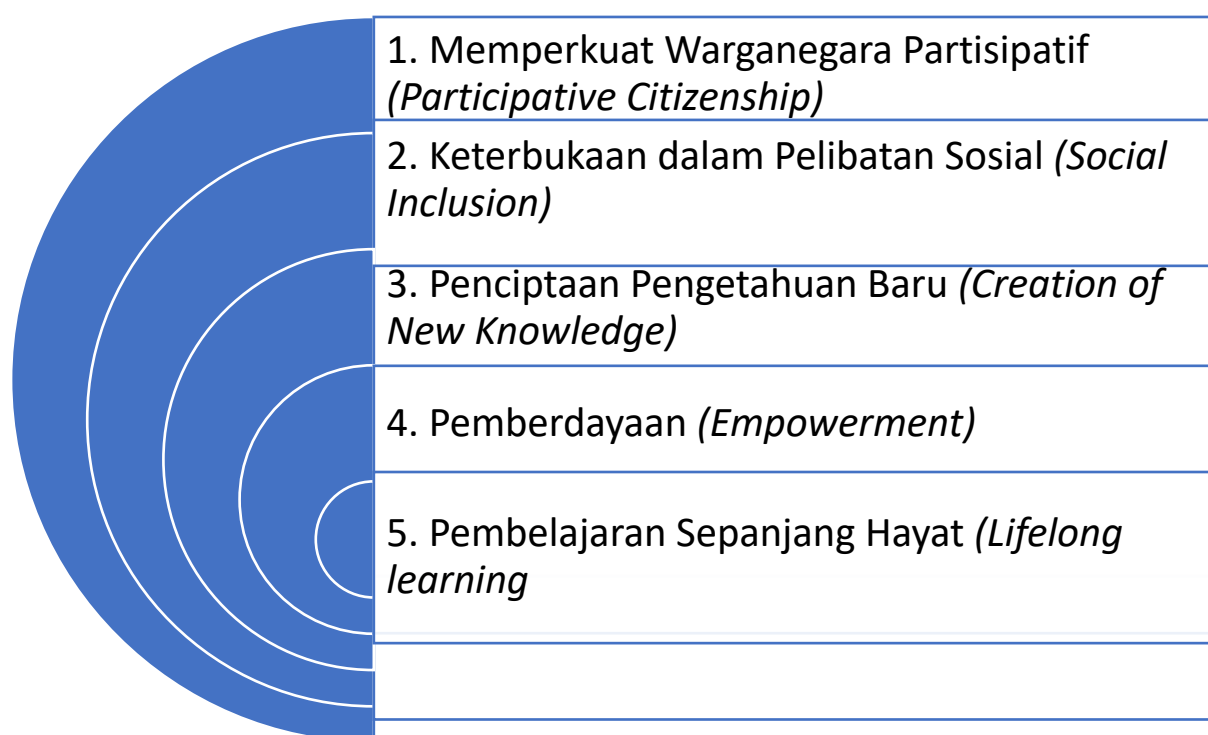 1. Memperkuat Warganegara Partisipatif
(Participative Citizenship)
2. Keterbukaan dalam Pelibatan Sosial (Social
Inclusion)
3. Penciptaan Pengetahuan Baru (Creation of
New Knowledge)
4. Pemberdayaan (Empowerment)
5. Pembelajaran Sepanjang Hayat (Lifelong
learning